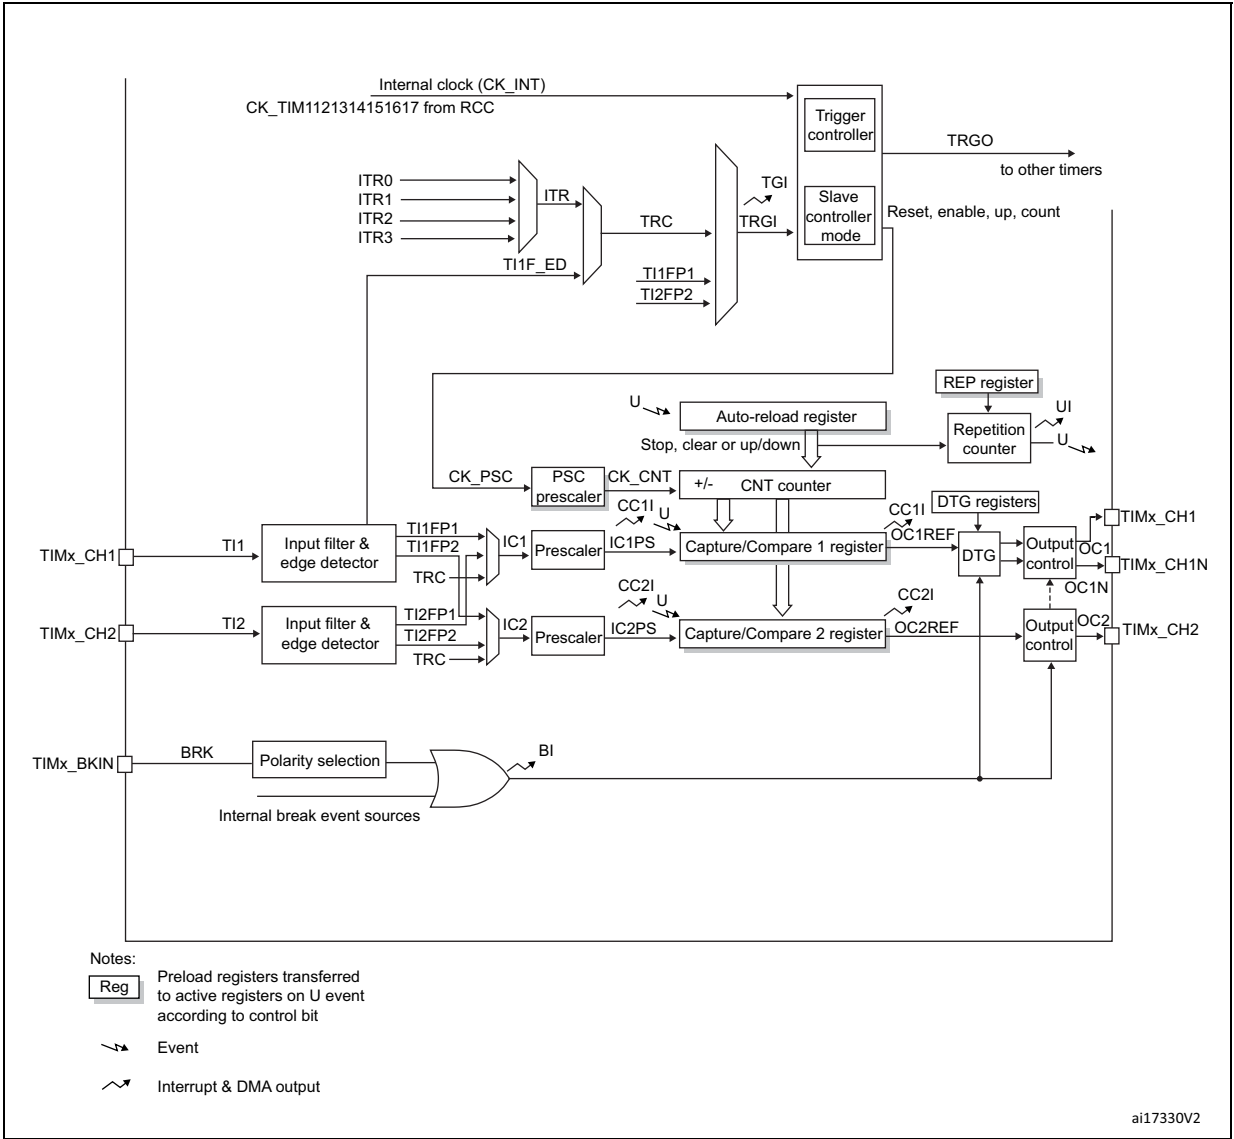 Internal clock (CK_INT)
CK_TIM1121314151617 from RCC
Trigger
controller
TRGO
to other timers
ITR0
ITR1
ITR2
ITR3
ITR
TI1F_ED
TRC
TGI
TRGI
TI1FP1
TI2FP2
Slave
controller
mode
Reset, enable, up, count
REP register
U
Auto-reload register
Stop, clear or up/down
Repetition
counter
UI
U
CK_PSC
PSC
prescaler
CK_CNT
+/-
CNT counter
DTG registers
TIMx_CH1
TI1
Input filter &
edge detector
TI1FP1
TI1FP2
TRC
IC1
Prescaler
IC1PS
CC1I
U
Capture/Compare 1 register
CC1I
OC1REF
DTG
Output
control
OC1
TIMx_CH1
TIMx_CH1N
OC1N
TIMx_CH2
TI2
Input filter &
edge detector
TI2FP1
TI2FP2
TRC
IC2
Prescaler
IC2PS
CC2I
U
Capture/Compare 2 register
CC2I
OC2REF
Output
control
OC2
TIMx_CH2
TIMx_BKIN
BRK
Polarity selection
BI
Internal break event sources
Notes:
Reg
Preload registers transferred
to active registers on U event
according to control bit
Event
Interrupt & DMA output
ai17330V2